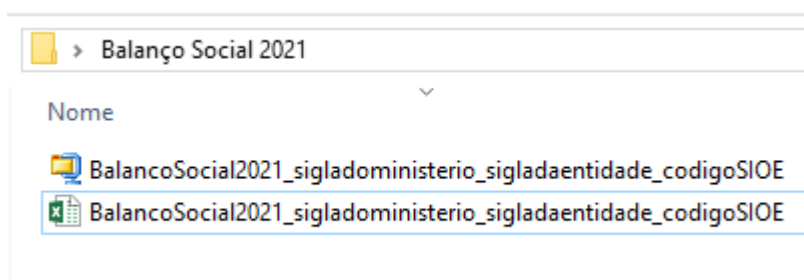 Balanço Social 2021
Nome
BalancoSocial2021_sigladoministerio_sigladaentidade_codigoSIOE
BalancoSocial2021_sigladoministerio_sigladaentidade_codigoSIOE